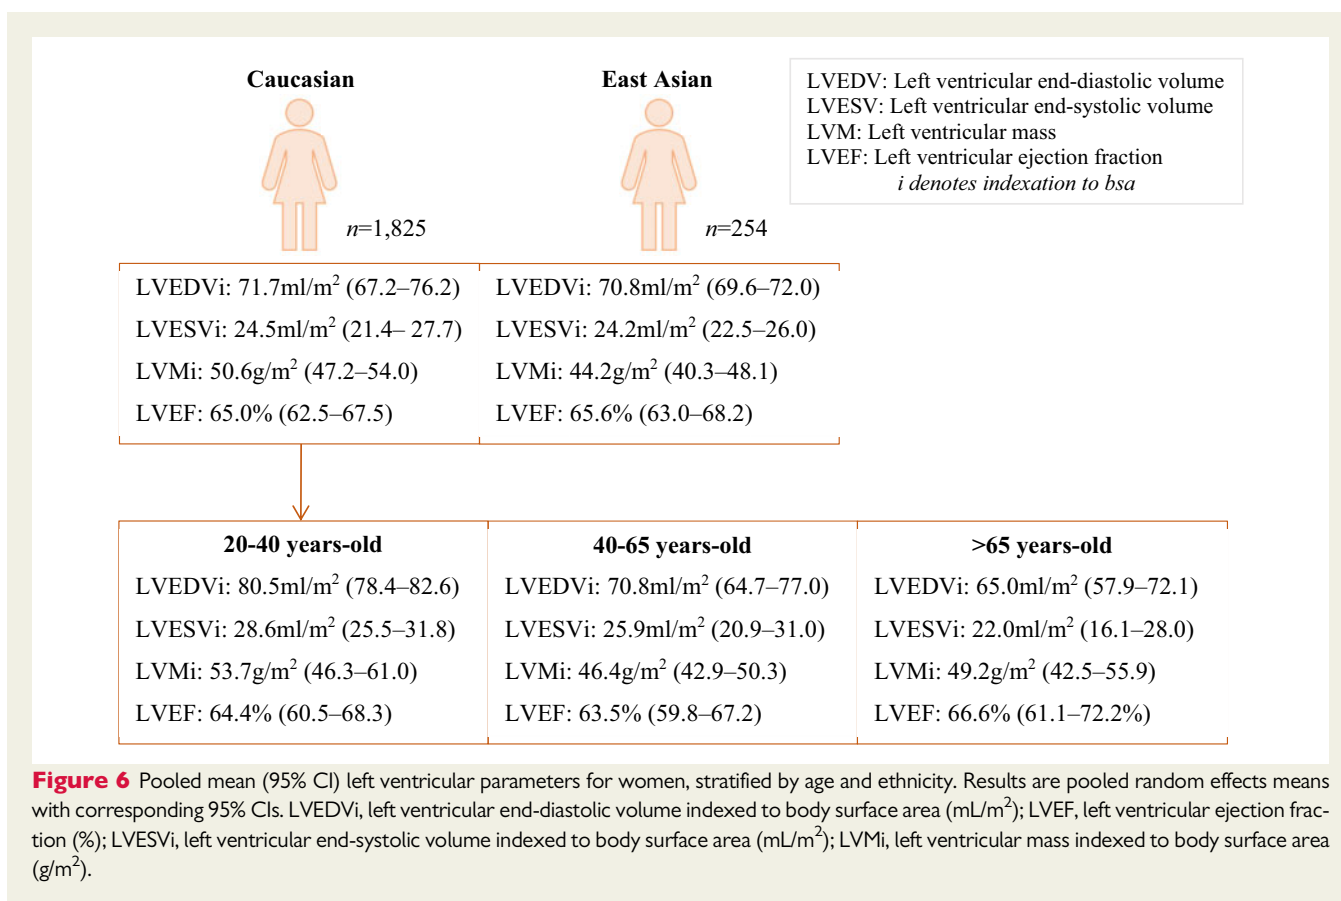 Caucasian
East Asian
LVEDV: Left ventricular end-diastolic volume
LVESV: Left ventricular end-systolic volume
LVM: Left ventricular mass
LVEF: Left ventricular ejection fraction
i denotes indexation to bsa
n=1,825
n=254
LVEDVi: 71.7ml/m² (67.2–76.2)
LVESVi: 24.5ml/m² (21.4– 27.7)
LVMi: 50.6g/m² (47.2–54.0)
LVEF: 65.0% (62.5–67.5)
LVEDVi: 70.8ml/m² (69.6–72.0)
LVESVi: 24.2ml/m² (22.5–26.0)
LVMi: 44.2g/m² (40.3–48.1)
LVEF: 65.6% (63.0–68.2)
20-40 years-old
LVEDVi: 80.5ml/m² (78.4–82.6)
LVESVi: 28.6ml/m² (25.5–31.8)
LVMi: 53.7g/m² (46.3–61.0)
LVEF: 64.4% (60.5–68.3)
40-65 years-old
LVEDVi: 70.8ml/m² (64.7–77.0)
LVESVi: 25.9ml/m² (20.9–31.0)
LVMi: 46.4g/m² (42.9–50.3)
LVEF: 63.5% (59.8–67.2)
>65 years-old
LVEDVi: 65.0ml/m² (57.9–72.1)
LVESVi: 22.0ml/m² (16.1–28.0)
LVMi: 49.2g/m² (42.5–55.9)
LVEF: 66.6% (61.1–72.2%)
Figure 6 Pooled mean (95% CI) left ventricular parameters for women, stratified by age and ethnicity. Results are pooled random effects means
with corresponding 95% CIs. LVEDVi, left ventricular end-diastolic volume indexed to body surface area (mL/m²); LVEF, left ventricular ejection frac-
tion (%); LVESVi, left ventricular end-systolic volume indexed to body surface area (mL/m²); LVMi, left ventricular mass indexed to body surface area
(g/m²).